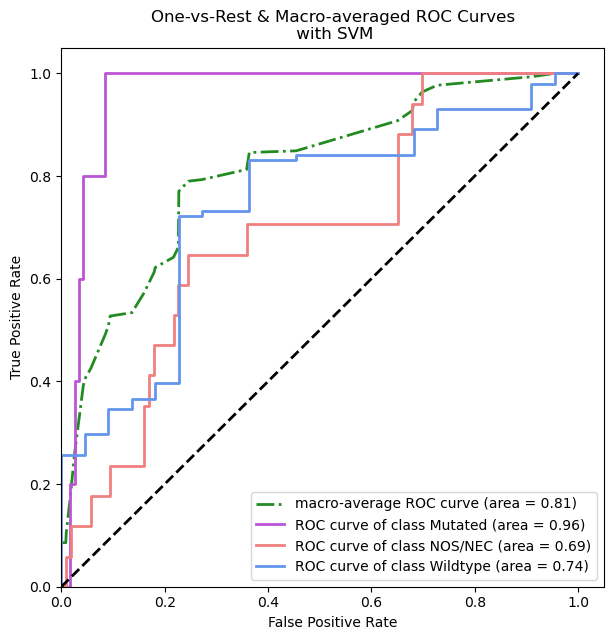 One-vs-Rest & Macro-averaged ROC Curves
with SVM
True Positive Rate
1.0
0.8
0.6
0.4
0.2
0.0
macro-average ROC curve (area = 0.81)
ROC curve of class Mutated (area = 0.96)
ROC curve of class NOS/NEC (area = 0.69)
ROC curve of class Wildtype (area = 0.74)
0.0 0.2 0.4 0.6 0.8 1.0
False Positive Rate